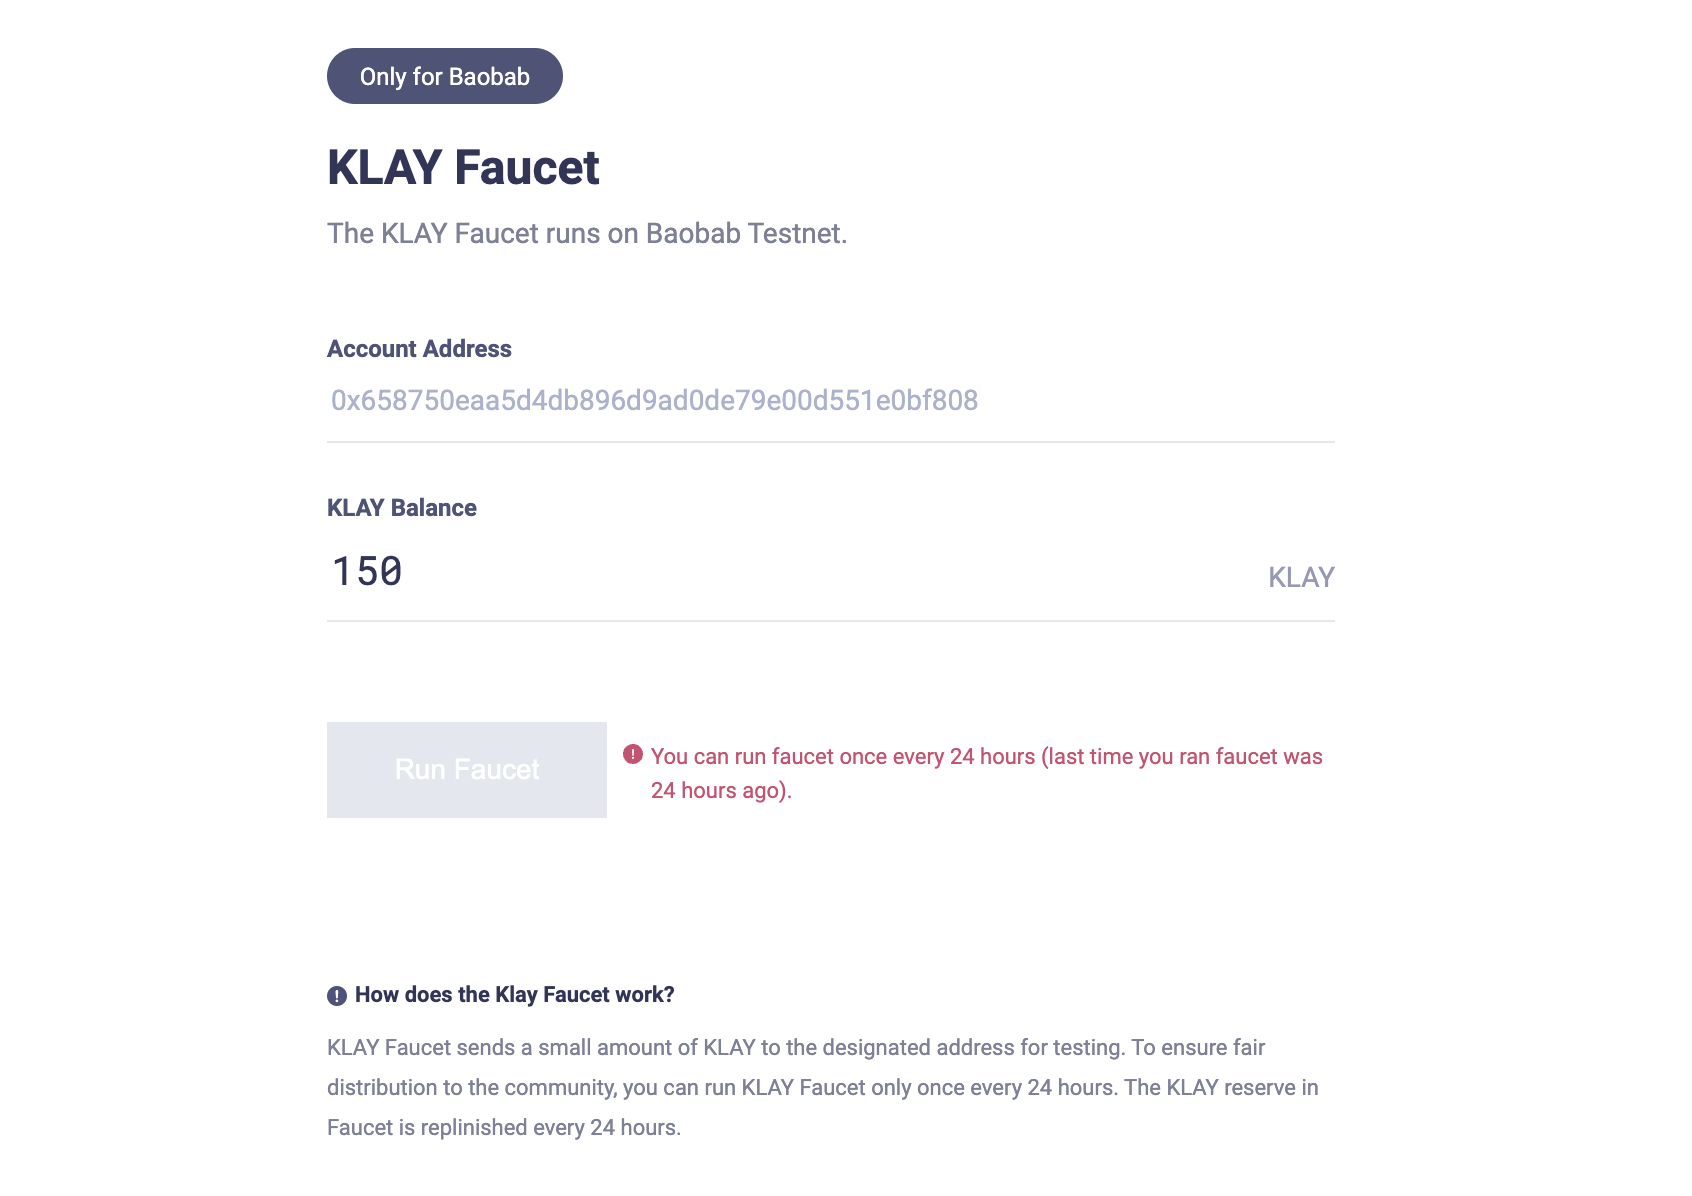 Only for Baobab
KLAY Faucet
The KLAY Faucet runs on Baobab Testnet.
Account Address
0x658750eaa5d4db896d9ad0de79e00d551e0bf808
KLAY Balance
150 KLAY
Run Faucet
You can run faucet once every 24 hours (last time you ran faucet was
24 hours ago).
How does the Klay Faucet work?
KLAY Faucet sends a small amount of KLAY to the designated address for testing. To ensure fair
distribution to the community, you can run KLAY Faucet only once every 24 hours. The KLAY reserve in
Faucet is replinished every 24 hours.